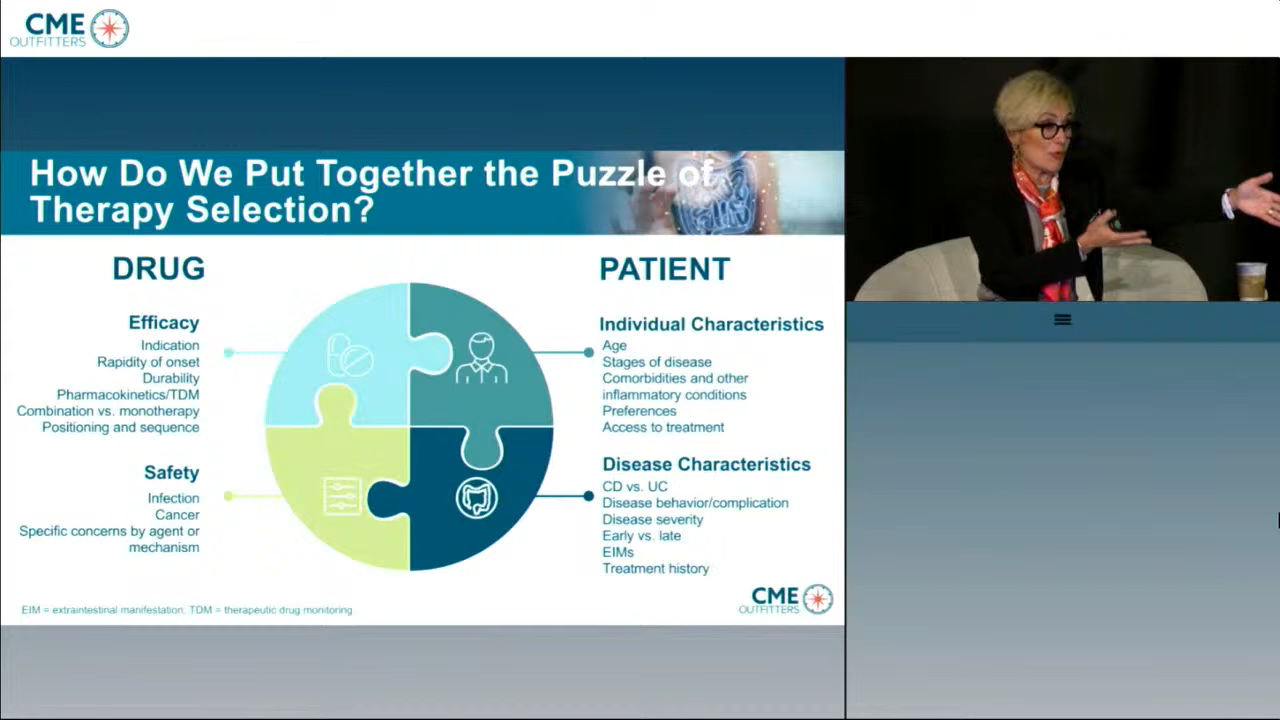 CME
OUTFITTERS
How Do We Put Together the Puzzle of
Therapy Selection?
DRUG
Efficacy
Indication
Rapidity of onset
Durability
Pharmacokinetics/TDM
Combination vs. monotherapy
Positioning and sequence
Safety
Infection
Cancer
Specific concerns by agent or
mechanism
PATIENT
Individual Characteristics
Age
Stages of disease
Comorbidities and other
inflammatory conditions
Preferences
Access to treatment
Disease Characteristics
CD vs. UC
Disease behavior/complication
Disease severity
Early vs. late
EIMs
Treatment history
EIM = extraintestinal manifestation. TDM = therapeutic drug monitoring
CME
OUTFITTERS